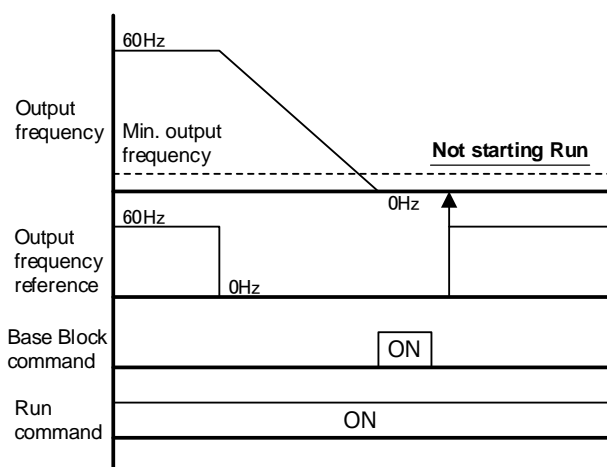 60Hz
Output
frequency
Min. output
frequency
Not starting Run
0Hz
60Hz
Output
frequency
reference
0Hz
Base Block
command
ON
Run
command
ON